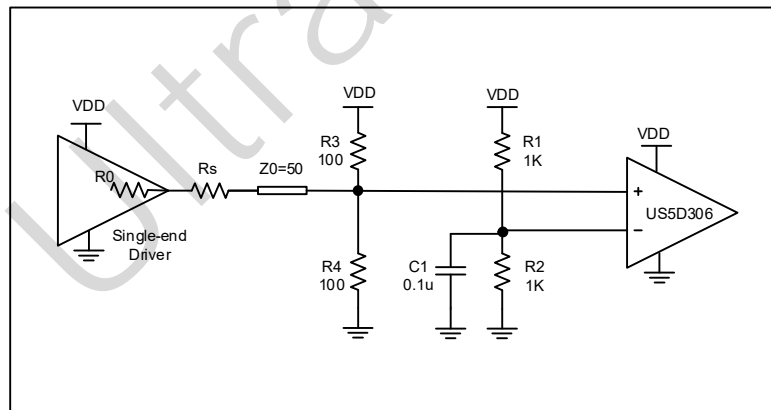 Ultra
VDD
VDD
VDD
VDD
R0
Rs
Z0=50
R3
100
R1
1K
Single-end
Driver
R4
100
C1
0.1u
R2
1K
+
−
US5D306